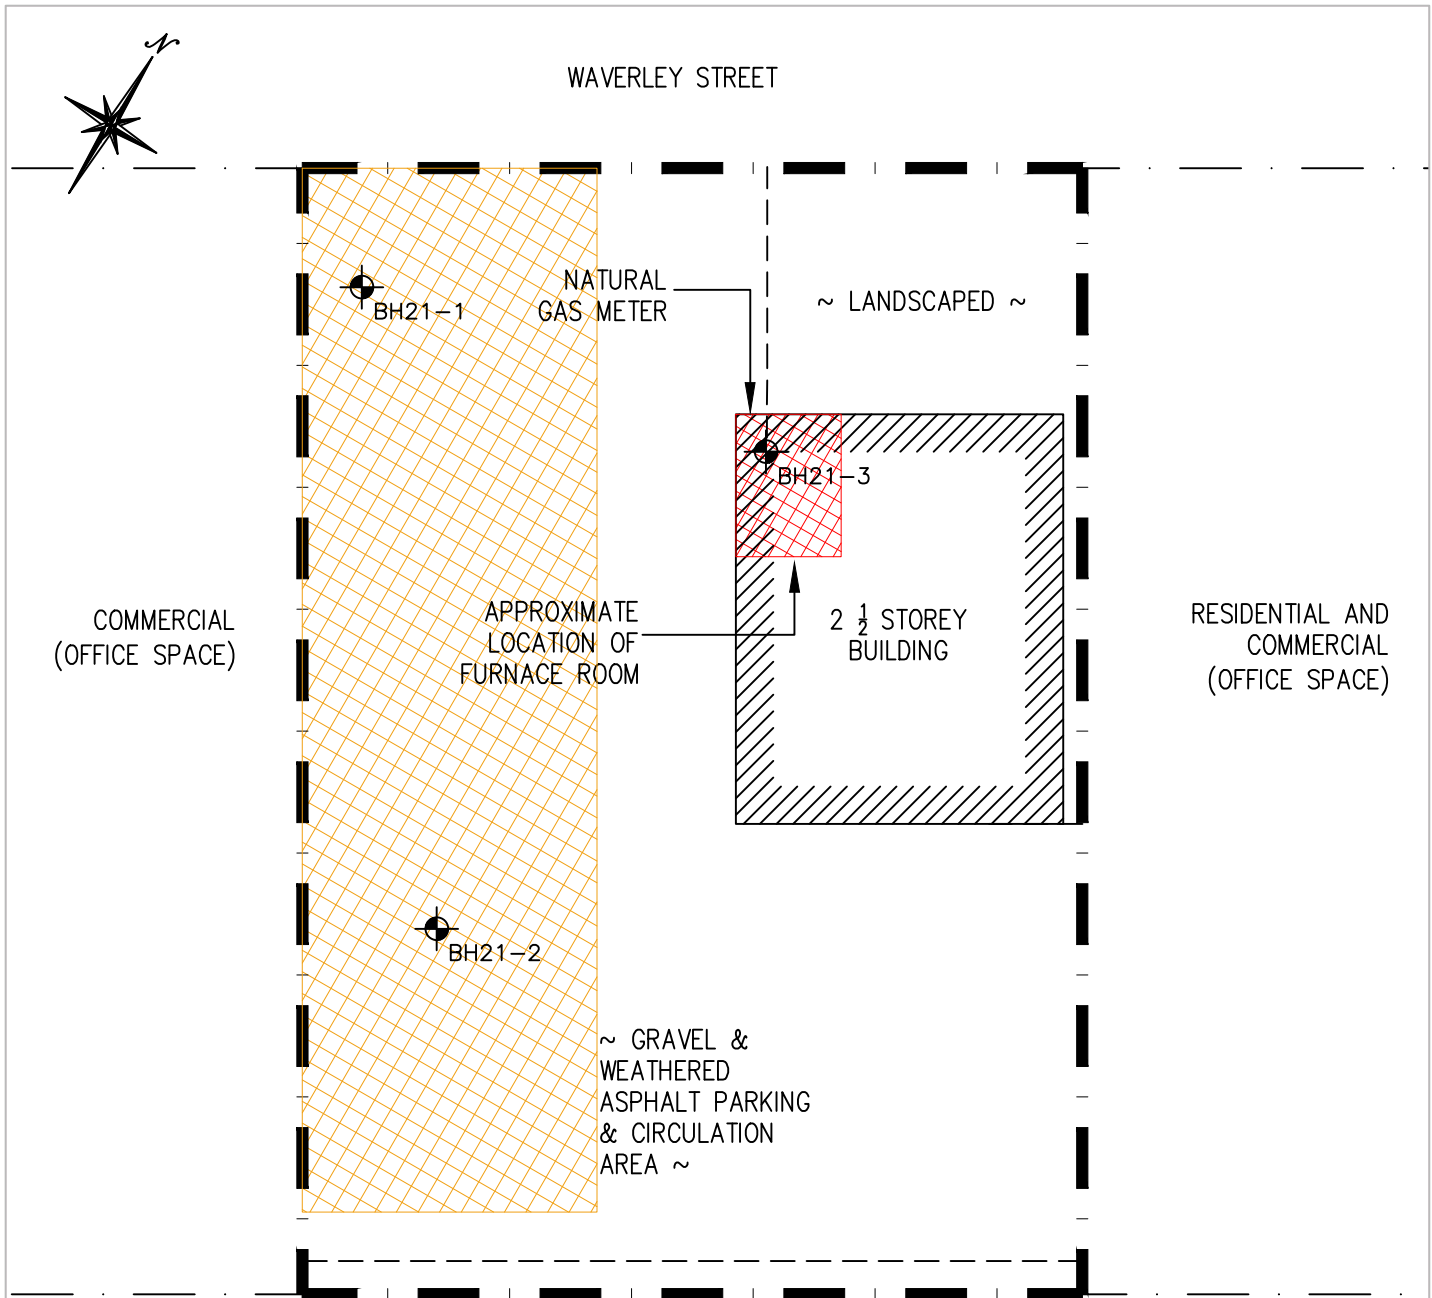 N
WAVERLEY STREET
NATURAL
GAS METER
~ LANDSCAPED ~
BH21-1
BH21-3
APPROXIMATE
LOCATION OF
FURNACE ROOM
2 ½ STOREY
BUILDING
COMMERCIAL
(OFFICE SPACE)
RESIDENTIAL AND
COMMERCIAL
(OFFICE SPACE)
BH21-2
~ GRAVEL &
WEATHERED
ASPHALT PARKING
& CIRCULATION
AREA ~